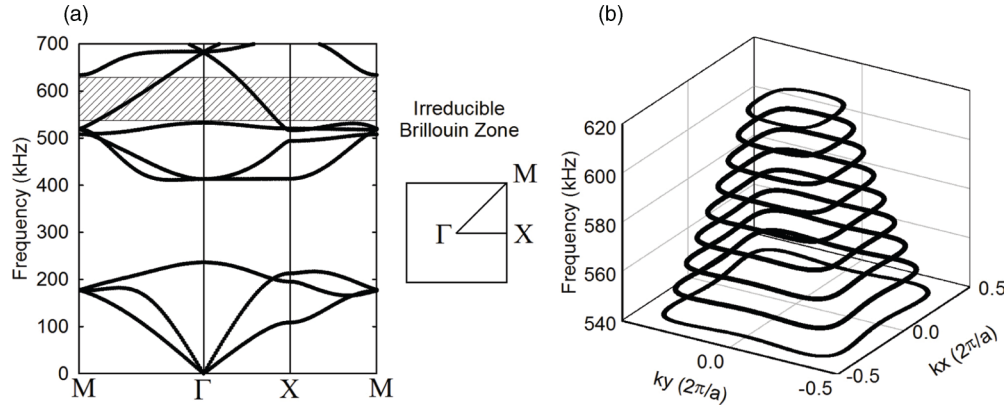 (a)
700
600
500
400
300
200
100
0
Frequency (kHz)
M
Γ
X
M
Irreducible
Brillouin Zone
M
Γ
X
(b)
620
600
580
560
540
Frequency (kHz)
0.0
-0.5
ky (2π/a)
-0.5
0.0
0.5
kx (2π/a)